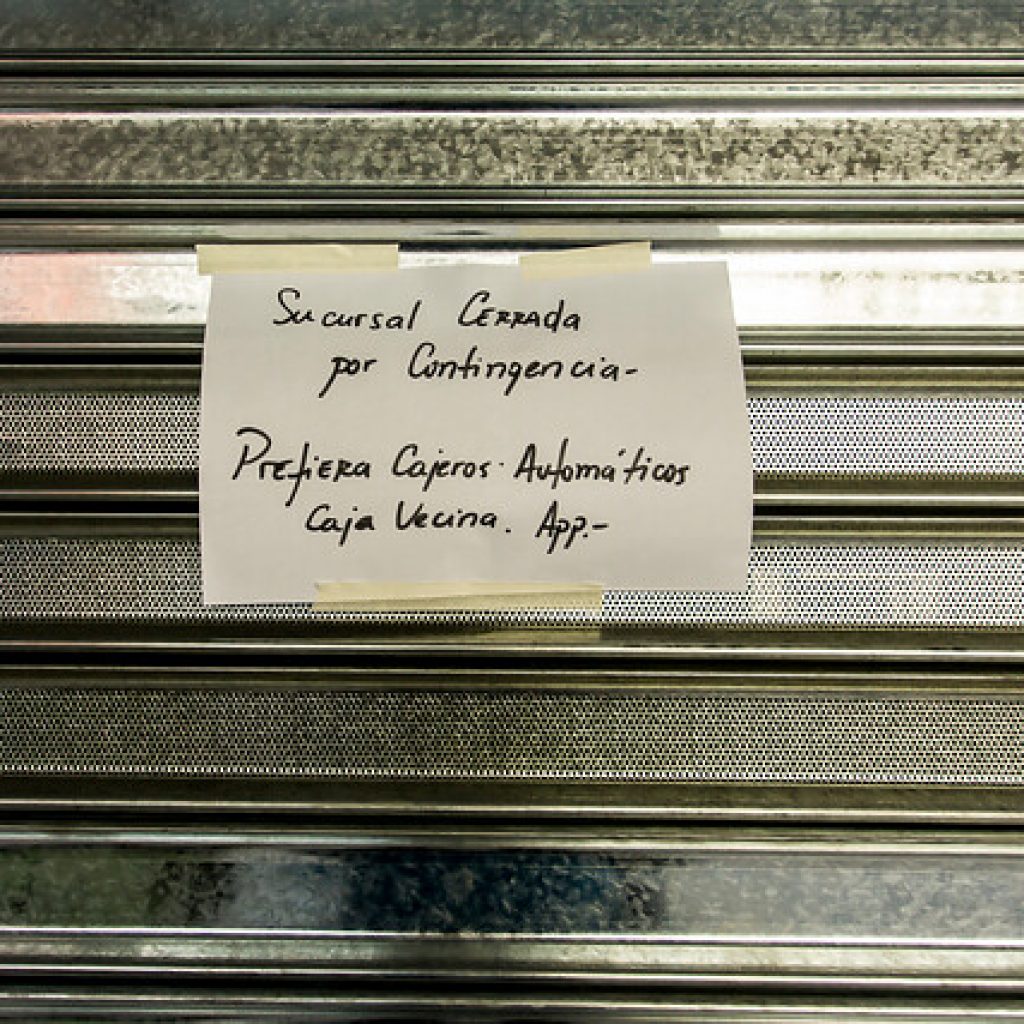 Sucursal Cerrada
por Contingencia-
Prefiera Cajeros Automáticos
Caja Vecina. App.-